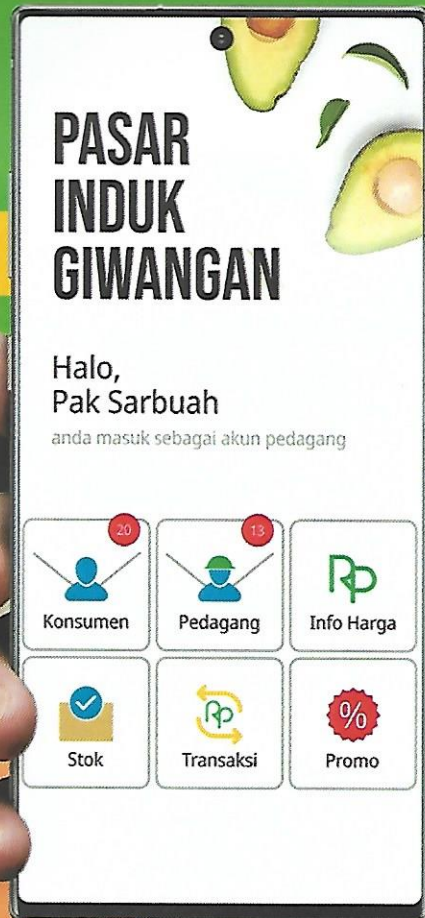 PASAR
INDUK
GIWANGAN
Halo,
Pak Sarbuah
anda masuk sebagai akun pedagang
20
13
Konsumen
Pedagang
Rp
Info Harga
Stok
Rp
Transaksi
%
Promo